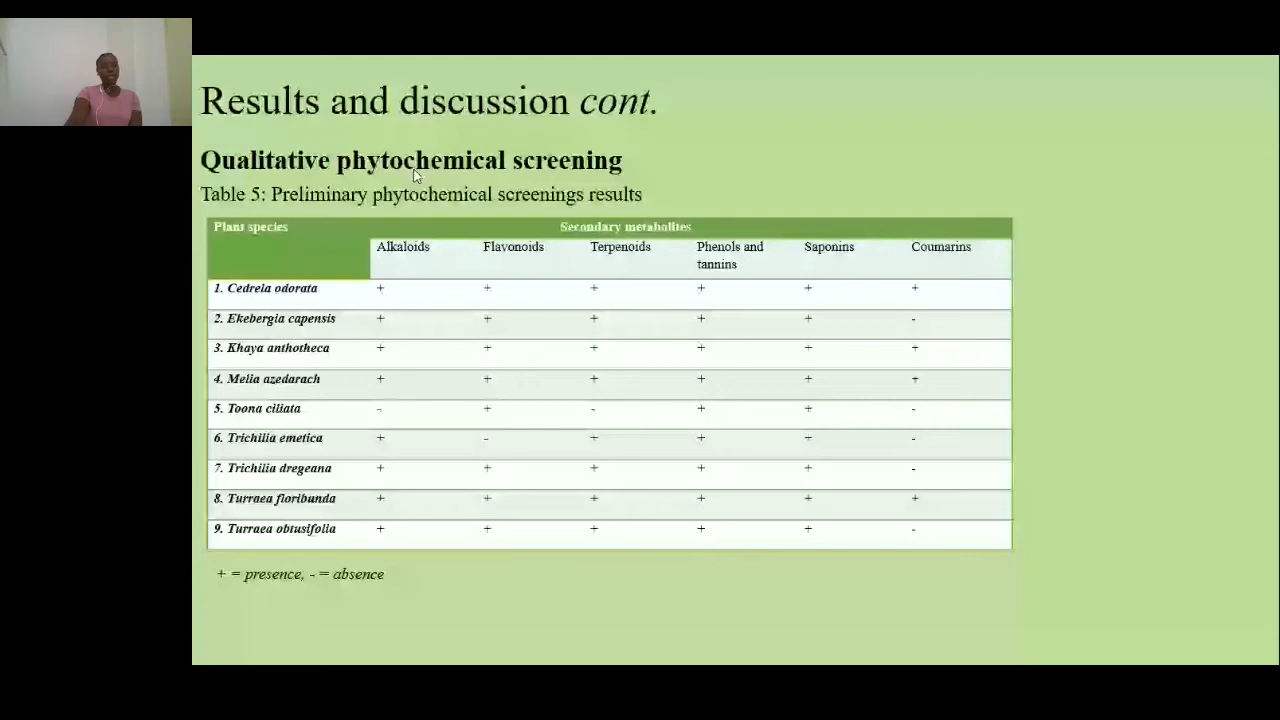 Results and discussion cont.
Qualitative phytochemical screening
Table 5: Preliminary phytochemical screenings results
Plant species Secondary metabolites
Alkaloids Flavonoids Terpenoids Phenols and tannins Saponins Coumarins
1. Cedrela odorata + + + + + +
2. Ekebergia capensis + + + + + -
3. Khaya anthotheca + + + + + +
4. Melia azedarach + + + + + +
5. Toona ciliata - + - + + -
6. Trichilia emetica + - + + + -
7. Trichilia dregeana + + + + + -
8. Turraea floribunda + + + + + +
9. Turraea obtusifolia + + + + + -
+ = presence, - = absence